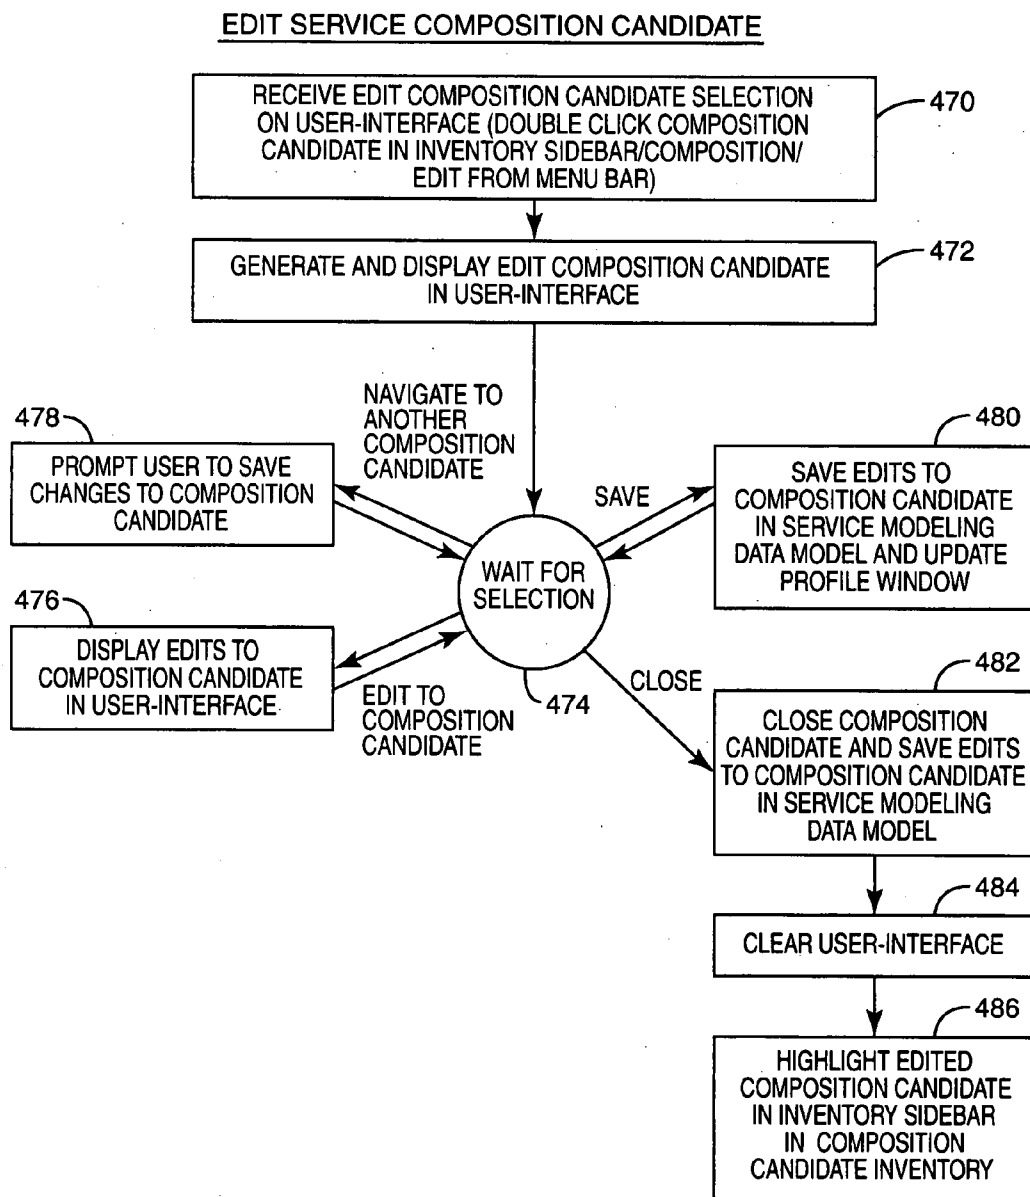 EDIT SERVICE COMPOSITION CANDIDATE
RECEIVE EDIT COMPOSITION CANDIDATE SELECTION
ON USER-INTERFACE (DOUBLE CLICK COMPOSITION
CANDIDATE IN INVENTORY SIDEBAR/COMPOSITION/
EDIT FROM MENU BAR)
470
GENERATE AND DISPLAY EDIT COMPOSITION CANDIDATE
IN USER-INTERFACE
472
NAVIGATE TO
ANOTHER
COMPOSITION
CANDIDATE
478
PROMPT USER TO SAVE
CHANGES TO COMPOSITION
CANDIDATE
SAVE
480
SAVE EDITS TO
COMPOSITION CANDIDATE
IN SERVICE MODELING
DATA MODEL AND UPDATE
PROFILE WINDOW
WAIT FOR
SELECTION
474
476
DISPLAY EDITS TO
COMPOSITION CANDIDATE
IN USER-INTERFACE
EDIT TO
COMPOSITION
CANDIDATE
CLOSE
482
CLOSE COMPOSITION
CANDIDATE AND SAVE EDITS
TO COMPOSITION CANDIDATE
IN SERVICE MODELING
DATA MODEL
484
CLEAR USER-INTERFACE
486
HIGHLIGHT EDITED
COMPOSITION CANDIDATE
IN INVENTORY SIDEBAR
IN COMPOSITION
CANDIDATE INVENTORY